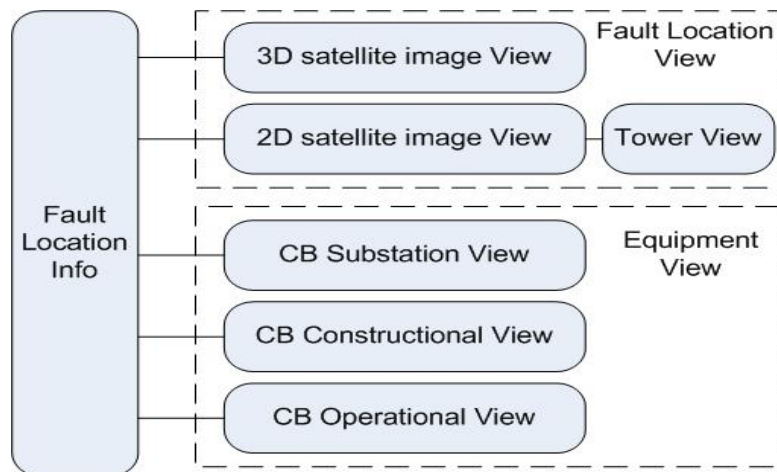 Fault
Location
Info
3D satellite image View
Fault Location
View
2D satellite image View
Tower View
CB Substation View
Equipment
View
CB Constructional View
CB Operational View